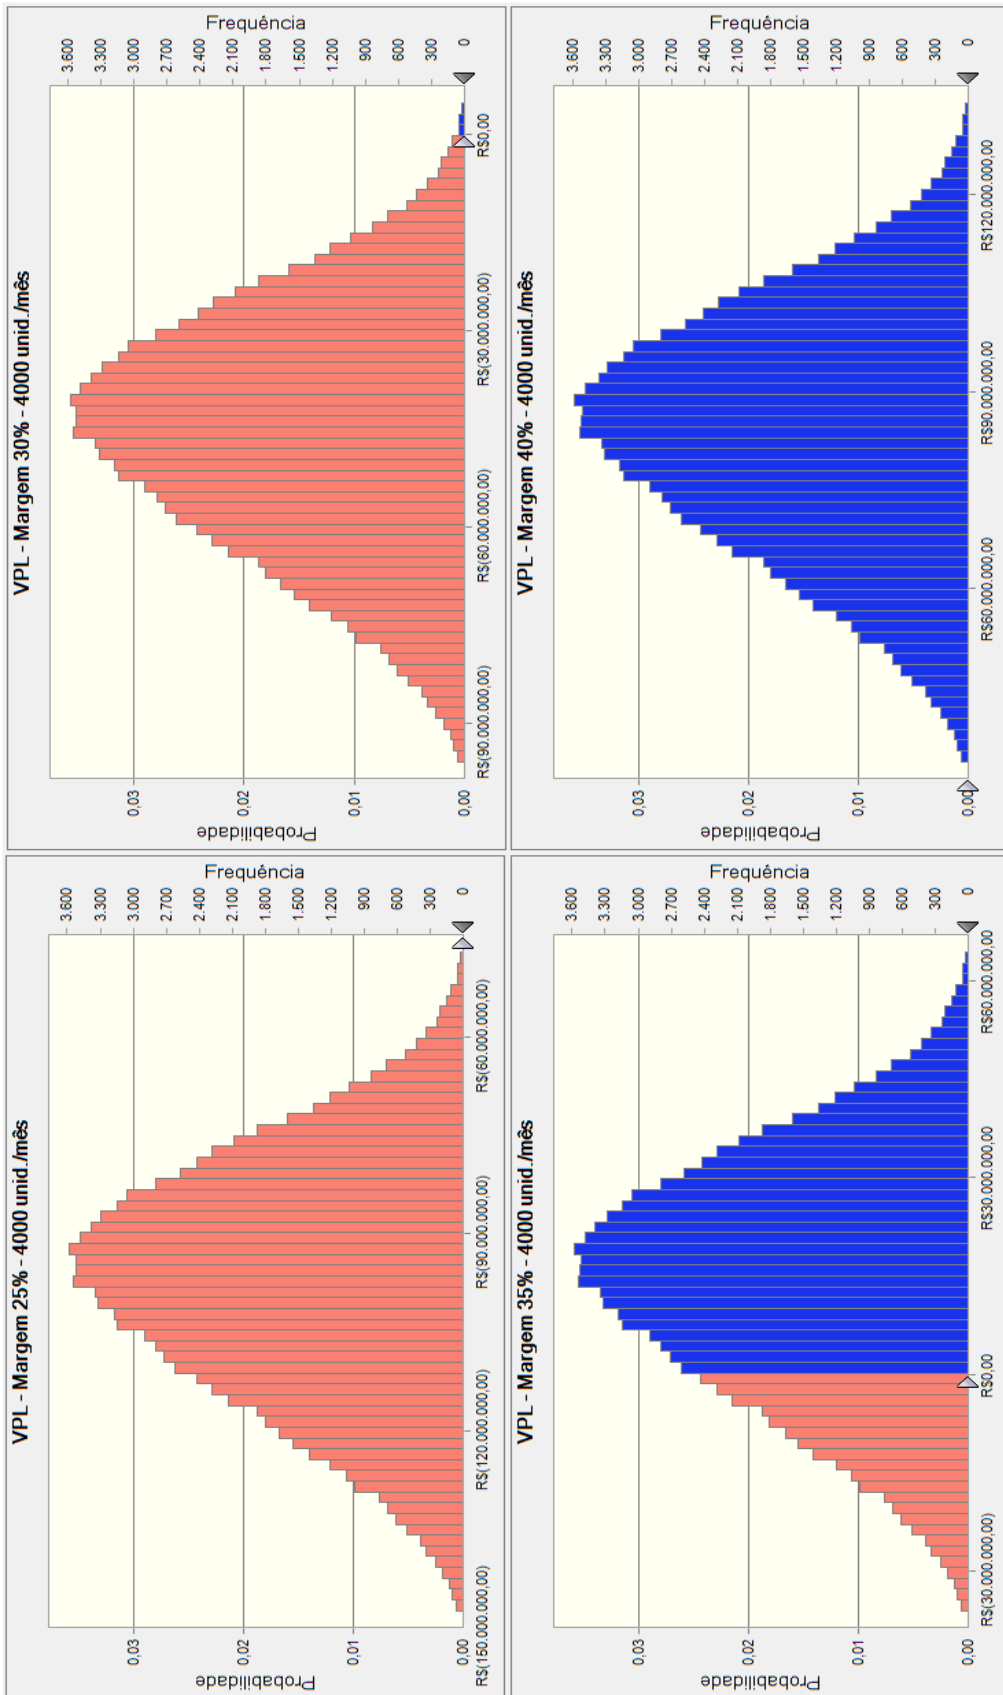 VPL - Margem 25% - 4000 unid./mês
Probabilidade
0,03
0,02
0,01
0,00
Frequência
3.600
3.300
3.000
2.700
2.400
2.100
1.800
1.500
1.200
900
600
300
0
R$(150.000.000,00)
R$(120.000.000,00)
R$(90.000.000,00)
R$(60.000.000,00)
VPL - Margem 30% - 4000 unid./mês
Probabilidade
0,03
0,02
0,01
0,00
Frequência
3.600
3.300
3.000
2.700
2.400
2.100
1.800
1.500
1.200
900
600
300
0
R$(90.000.000,00)
R$(60.000.000,00)
R$(30.000.000,00)
R$0,00
VPL - Margem 35% - 4000 unid./mês
Probabilidade
0,03
0,02
0,01
0,00
Frequência
3.600
3.300
3.000
2.700
2.400
2.100
1.800
1.500
1.200
900
600
300
0
R$(30.000.000,00)
R$0,00
R$30.000.000,00
R$60.000.000,00
VPL - Margem 40% - 4000 unid./mês
Probabilidade
0,03
0,02
0,01
0,00
Frequência
3.600
3.300
3.000
2.700
2.400
2.100
1.800
1.500
1.200
900
600
300
0
R$60.000.000,00
R$90.000.000,00
R$120.000.000,00